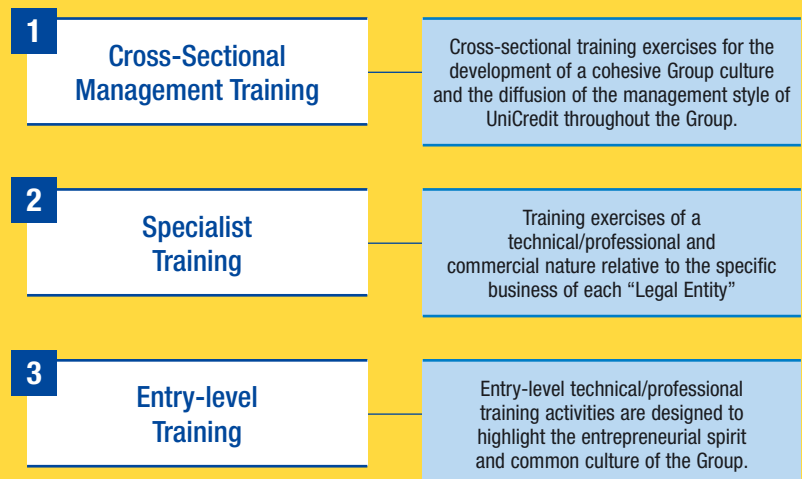 1
Cross-Sectional
Management Training
Cross-sectional training exercises for the
development of a cohesive Group culture
and the diffusion of the management style of
UniCredit throughout the Group.
2
Specialist
Training
Training exercises of a
technical/professional and
commercial nature relative to the specific
business of each “Legal Entity”
3
Entry-level
Training
Entry-level technical/professional
training activities are designed to
highlight the entrepreneurial spirit
and common culture of the Group.